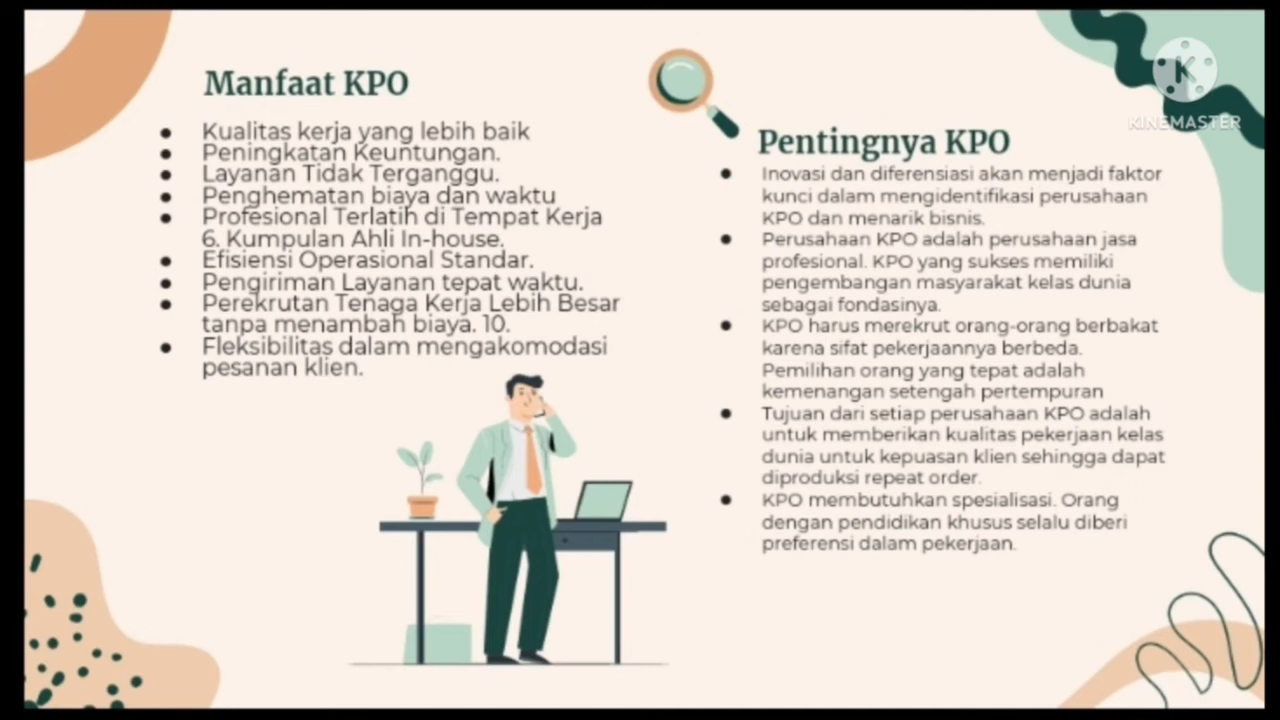 Manfaat KPO
● Kualitas kerja yang lebih baik
● Peningkatan Keuntungan.
● Layanan Tidak Terganggu.
● Penghematan biaya dan waktu
● Profesional Terlatih di Tempat Kerja
6. Kumpulan Ahli In-house.
● Efisiensi Operasional Standar.
● Pengiriman Layanan tepat waktu.
● Perekrutan Tenaga Kerja Lebih Besar
tanpa menambah biaya. 10.
● Fleksibilitas dalam mengakomodasi
pesanan klien.
K
KINEMASTER
Pentingnya KPO
● Inovasi dan diferensiasi akan menjadi faktor
kunci dalam mengidentifikasi perusahaan
KPO dan menarik bisnis.
● Perusahaan KPO adalah perusahaan jasa
profesional. KPO yang sukses memiliki
pengembangan masyarakat kelas dunia
sebagai fondasinya.
● KPO harus merekrut orang-orang berbakat
karena sifat pekerjaannya berbeda.
Pemilihan orang yang tepat adalah
kemenangan setengah pertempuran
● Tujuan dari setiap perusahaan KPO adalah
untuk memberikan kualitas pekerjaan kelas
dunia untuk kepuasan klien sehingga dapat
diproduksi repeat order.
● KPO membutuhkan spesialisasi. Orang
dengan pendidikan khusus selalu diberi
preferensi dalam pekerjaan.